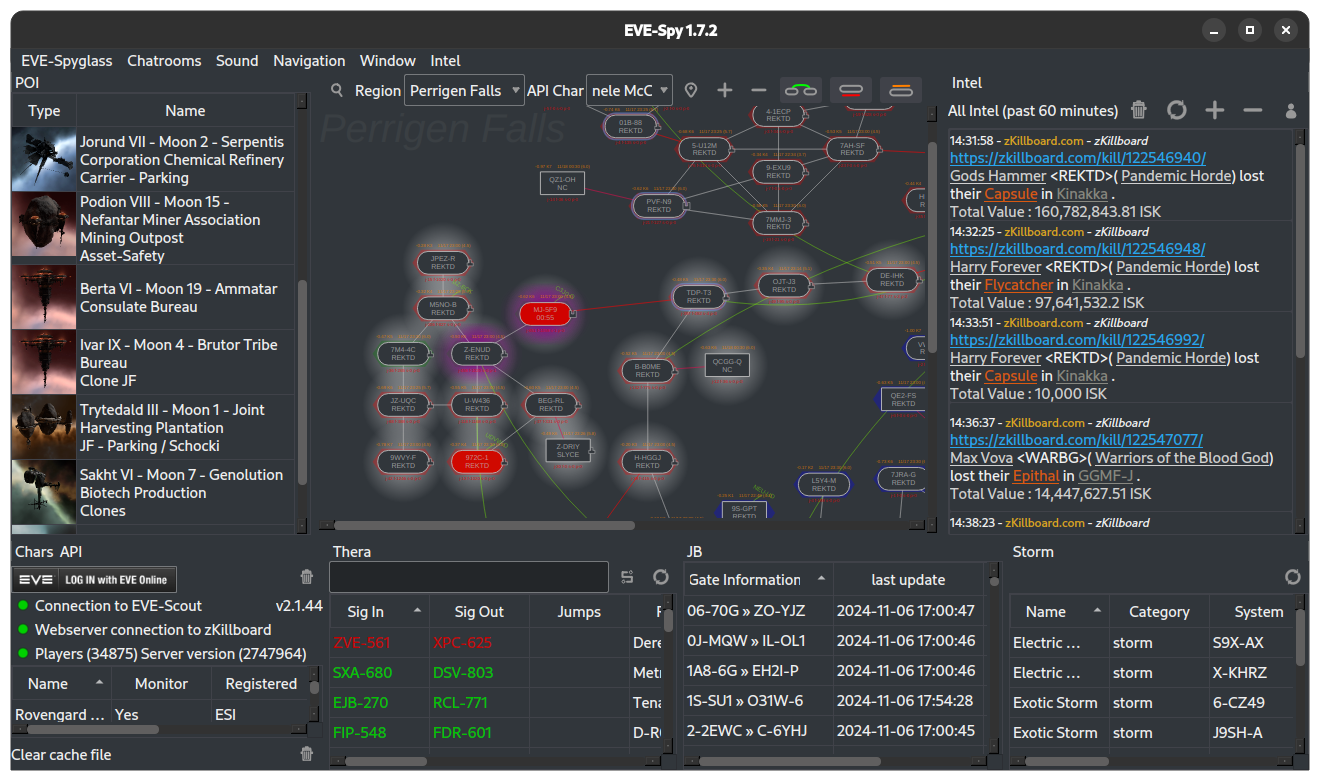 EVE-Spy 1.7.2
EVE-Spyglass Chatrooms Sound Navigation Window Intel
POI
Type Name
Jorund VII - Moon 2 - Serpentis
Corporation Chemical Refinery
Carrier - Parking
Podion VIII - Moon 15 -
Nefantar Miner Association
Mining Outpost
Asset-Safety
Berta VI - Moon 19 - Ammatar
Consulate Bureau
Ivar IX - Moon 4 - Brutor Tribe
Bureau
Clone JF
Trytedald III - Moon 1 - Joint
Harvesting Plantation
JF - Parking / Schocki
Sakht VI - Moon 7 - Genolution
Biotech Production
Clones
Region Perrigen Falls API Char nele McC
Perrigen Falls
01B-88
REKTD
4-1ECP
REKTD
5-U12M
REKTD
7AH-SF
REKTD
9-EXU9
REKTD
QZ1-OH
NC
PVF-N9
REKTD
7MMJ-3
REKTD
JPEZ-R
REKTD
DE-IHK
REKTD
OJT-J3
REKTD
TDP-T3
REKTD
M5NO-B
REKTD
MJ-5F9
00:55
7M4-4C
REKTD
Z-ENUD
REKTD
B-B0ME
REKTD
QCGG-Q
NC
JZ-UQC
REKTD
U-W436
REKTD
BEG-RL
REKTD
QE2-FS
REKTD
Z-DRIY
SLYCE
9WVY-F
REKTD
972C-1
REKTD
H-HGGJ
REKTD
L5Y4-M
REKTD
7JRA-G
REKTD
9S-GPT
REKTD
Intel
All Intel (past 60 minutes)
14:31:58 - zKillboard.com - zKillboard
https://zkillboard.com/kill/122546940/
Gods Hammer <REKTD>( Pandemic Horde) lost
their Capsule in Kinakka .
Total Value : 160,782,843.81 ISK
14:32:25 - zKillboard.com - zKillboard
https://zkillboard.com/kill/122546948/
Harry Forever <REKTD>( Pandemic Horde) lost
their Flycatcher in Kinakka .
Total Value : 97,641,532.2 ISK
14:33:51 - zKillboard.com - zKillboard
https://zkillboard.com/kill/122546992/
Harry Forever <REKTD>( Pandemic Horde) lost
their Capsule in Kinakka .
Total Value : 10,000 ISK
14:36:37 - zKillboard.com - zKillboard
https://zkillboard.com/kill/122547077/
Max Vova <WARBG>( Warriors of the Blood God)
lost their Epithal in GGMF-J .
Total Value : 14,447,627.51 ISK
14:38:23 - zKillboard.com - zKillboard
Chars API
EVE LOG IN with EVE Online
Connection to EVE-Scout v2.1.44
Webserver connection to zKillboard
Players (34875) Server version (2747964)
Name Monitor Registered
Rovengard ... Yes ESI
Clear cache file
Thera
Sig In Sig Out Jumps
ZVE-561 XPC-625 Dere
SXA-680 DSV-803 Met
EJB-270 RCL-771 Tena
FIP-548 FDR-601 D-R
JB
Gate Information last update
06-70G » ZO-YJZ 2024-11-06 17:00:47
0J-MQW » IL-OL1 2024-11-06 17:00:46
1A8-6G » EH2I-P 2024-11-06 17:00:46
1S-SU1 » O31W-6 2024-11-06 17:54:28
2-2EWC » C-6YHJ 2024-11-06 17:00:45
Storm
Name Category System
Electric ... storm S9X-AX
Electric ... storm X-KHRZ
Exotic Storm storm 6-CZ49
Exotic Storm storm J9SH-A